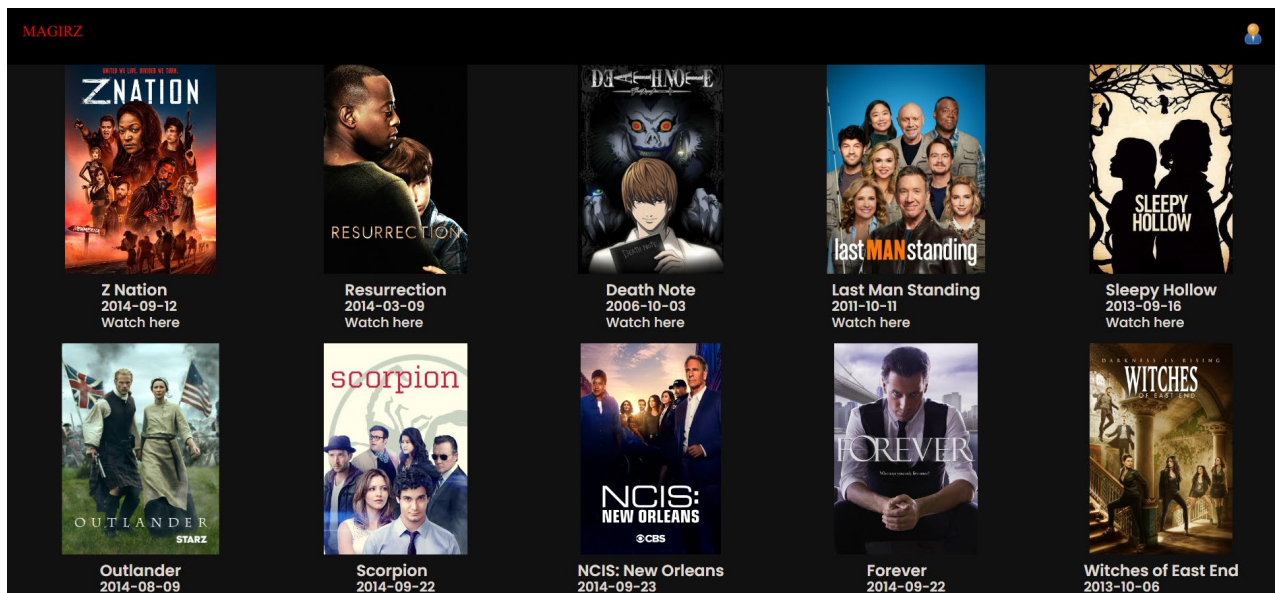 MAGIRZ
UNITED WE LIVE. DIVIDED WE TURN.
Z NATION
RESURRECTION
DEATH NOTE
DEATH NOTE
last MAN standing
SLEEPY
HOLLOW
Z Nation
2014-09-12
Watch here
Resurrection
2014-03-09
Watch here
Death Note
2006-10-03
Watch here
Last Man Standing
2011-10-11
Watch here
Sleepy Hollow
2013-09-16
Watch here
OUTLANDER
STARZ
scorpion
NCIS:
NEW ORLEANS
CBS
FOREVER
DARKNESS IS RISING
WITCHES
OF EAST END
Outlander
2014-08-09
Scorpion
2014-09-22
NCIS: New Orleans
2014-09-23
Forever
2014-09-22
Witches of East End
2013-10-06